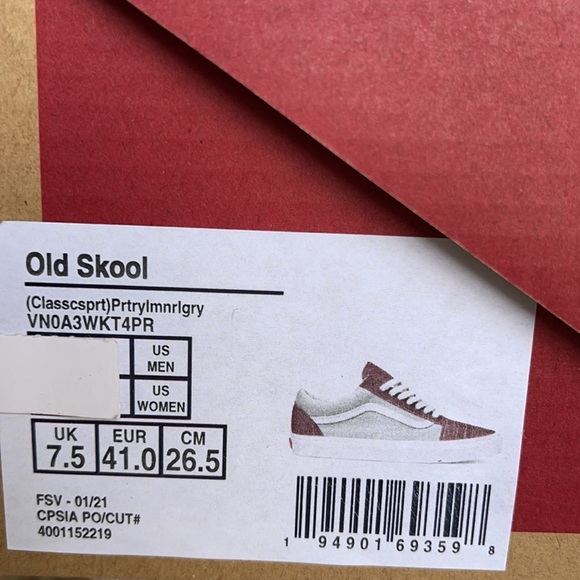 Old Skool
(Classcsprt)Prtrylmnrlgry
VN0A3WKT4PR
US
MEN
US
WOMEN
UK EUR CM
7.5 41.0 26.5
FSV - 01/21
CPSIA PO/CUT#
4001152219
1 94901 69359 8